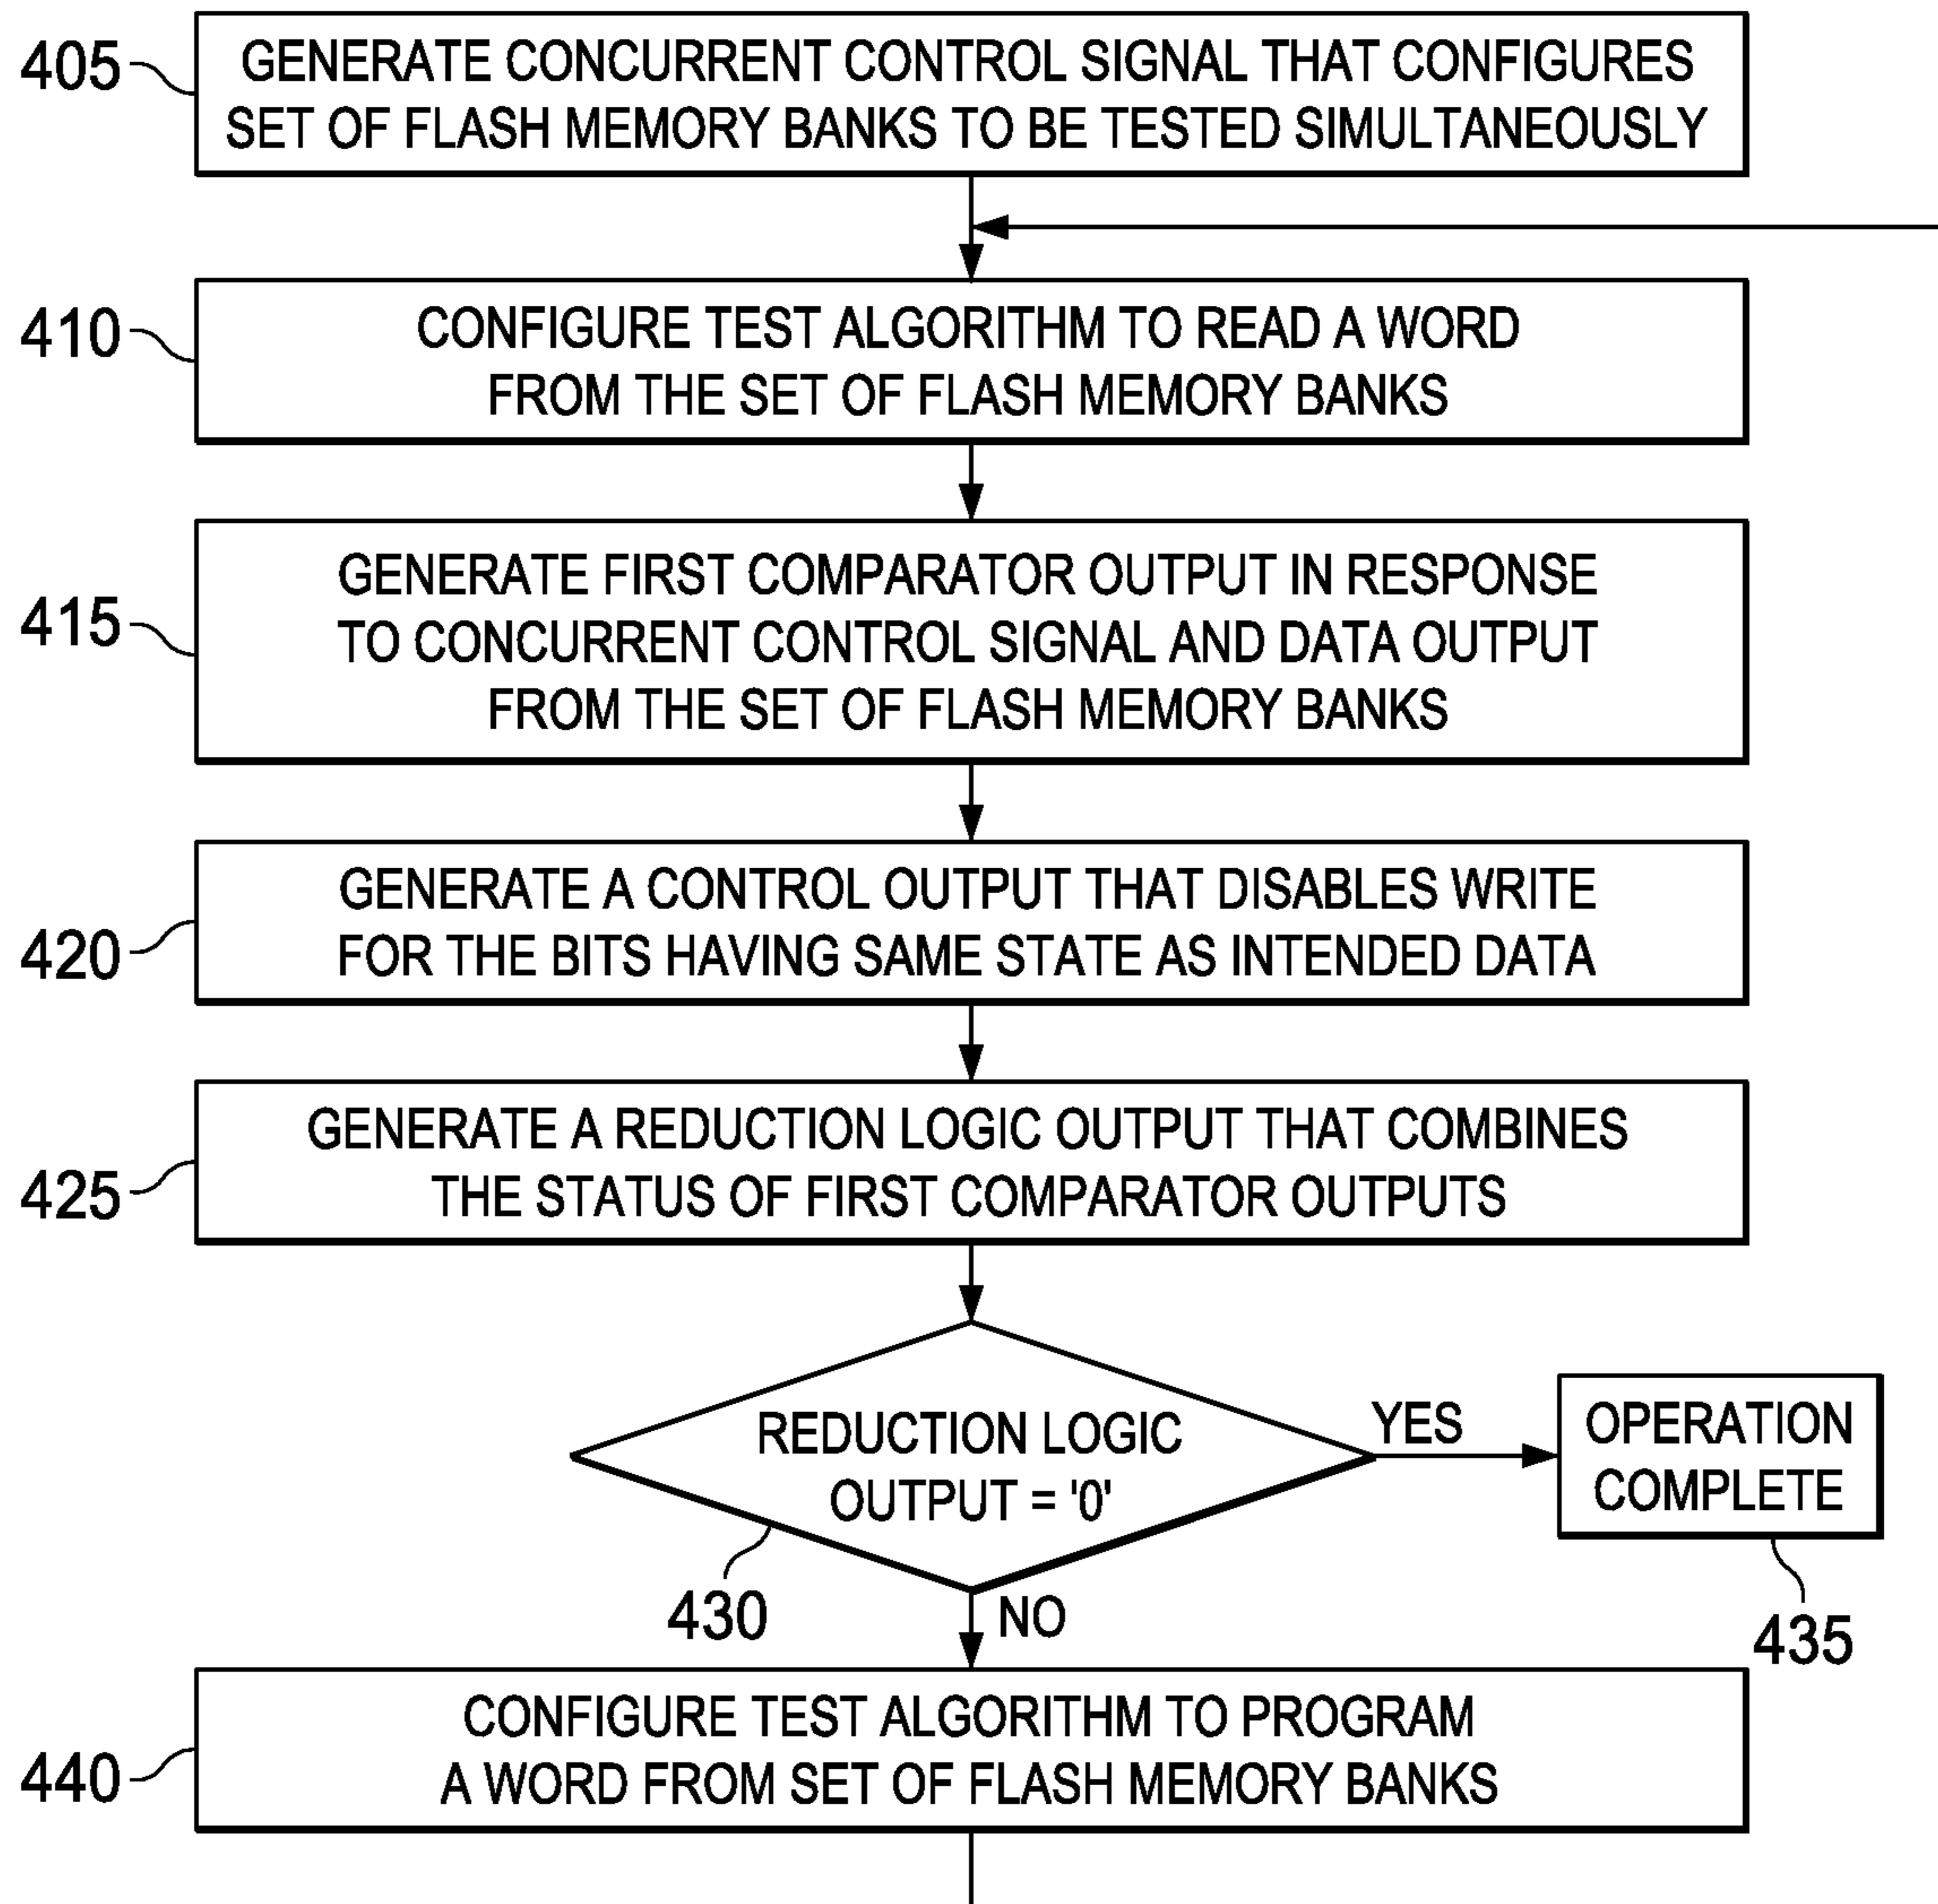 405
GENERATE CONCURRENT CONTROL SIGNAL THAT CONFIGURES
SET OF FLASH MEMORY BANKS TO BE TESTED SIMULTANEOUSLY
410
CONFIGURE TEST ALGORITHM TO READ A WORD
FROM THE SET OF FLASH MEMORY BANKS
415
GENERATE FIRST COMPARATOR OUTPUT IN RESPONSE
TO CONCURRENT CONTROL SIGNAL AND DATA OUTPUT
FROM THE SET OF FLASH MEMORY BANKS
420
GENERATE A CONTROL OUTPUT THAT DISABLES WRITE
FOR THE BITS HAVING SAME STATE AS INTENDED DATA
425
GENERATE A REDUCTION LOGIC OUTPUT THAT COMBINES
THE STATUS OF FIRST COMPARATOR OUTPUTS
REDUCTION LOGIC
OUTPUT = '0'
430
YES
OPERATION
COMPLETE
435
NO
440
CONFIGURE TEST ALGORITHM TO PROGRAM
A WORD FROM SET OF FLASH MEMORY BANKS